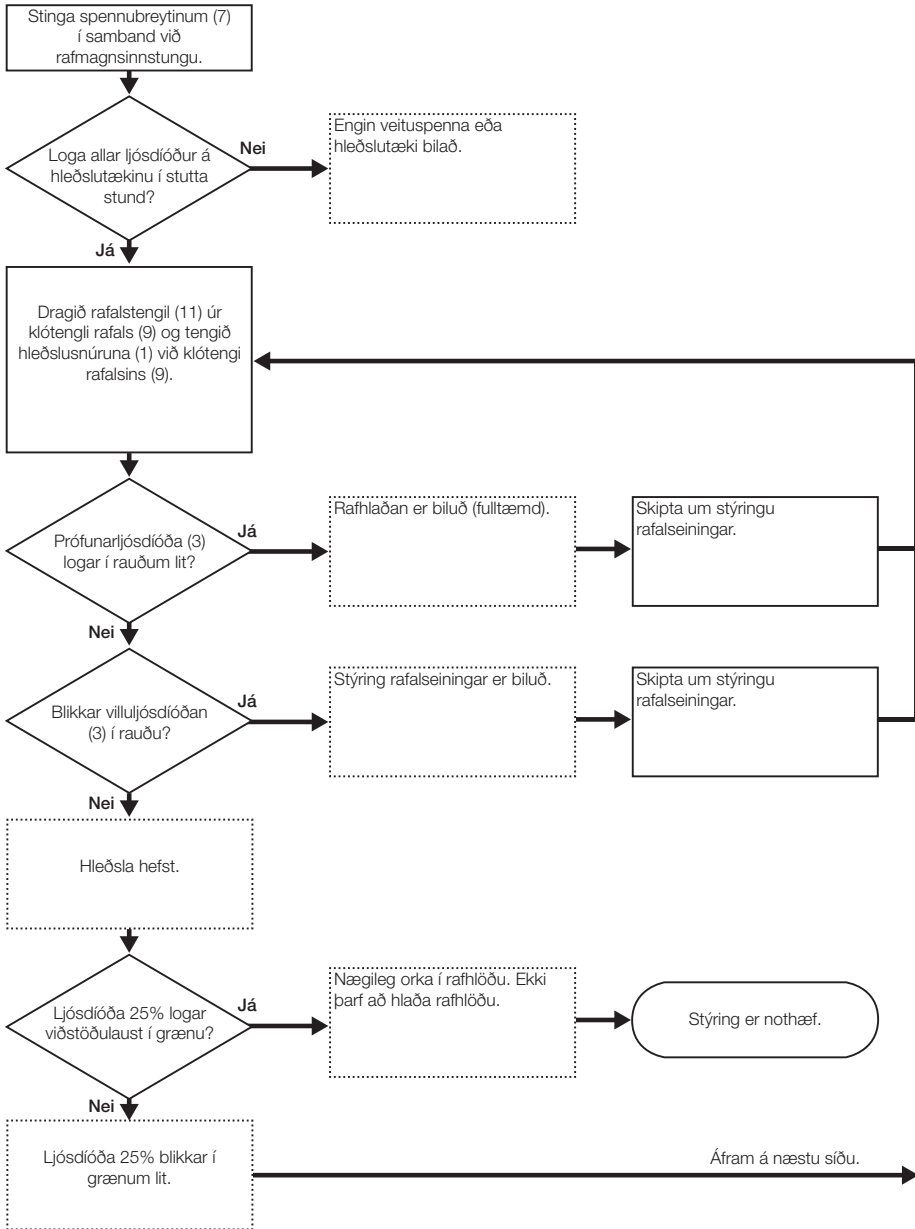 Stinga spennubreytinum (7)
í samband við
rafmagnsinnstungu.
Loga allar ljósdíóður á
hleðslutækinu í stutta
stund?
Nei
Engin veituspenna eða
hleðslutæki bilað.
Já
Dragið rafalstengil (11) úr
klótengli rafals (9) og tengið
hleðslusnúruna (1) við klótengi
rafalsins (9).
Prófunarljósdíóða (3)
logar í rauðum lit?
Já
Rafhlaðan er biluð (fulltæmd).
Skipta um stýringu
rafalseiningar.
Nei
Blikkar villuljósdíóðan
(3) í rauðu?
Já
Stýring rafalseiningar er biluð.
Skipta um stýringu
rafalseiningar.
Nei
Hleðsla hefst.
Ljósdíóða 25% logar
viðstöðulaust í grænu?
Já
Nægileg orka í rafhlöðu. Ekki
þarf að hlaða rafhlöðu.
Stýring er nothæf.
Nei
Ljósdíóða 25% blikkar í
grænum lit.
Áfram á næstu síðu.